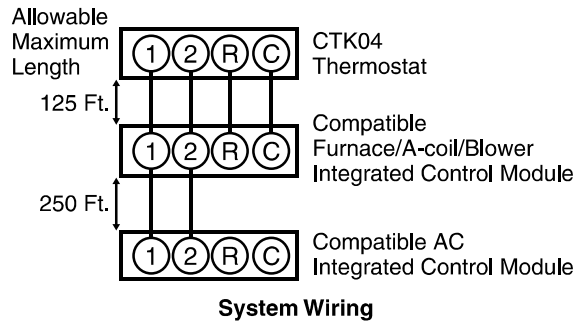 Allowable
Maximum
Length
1 2 R C
CTK04
Thermostat
125 Ft.
1 2 R C
Compatible
Furnace/A-coil/Blower
Integrated Control Module
250 Ft.
1 2 R C
Compatible AC
Integrated Control Module
System Wiring